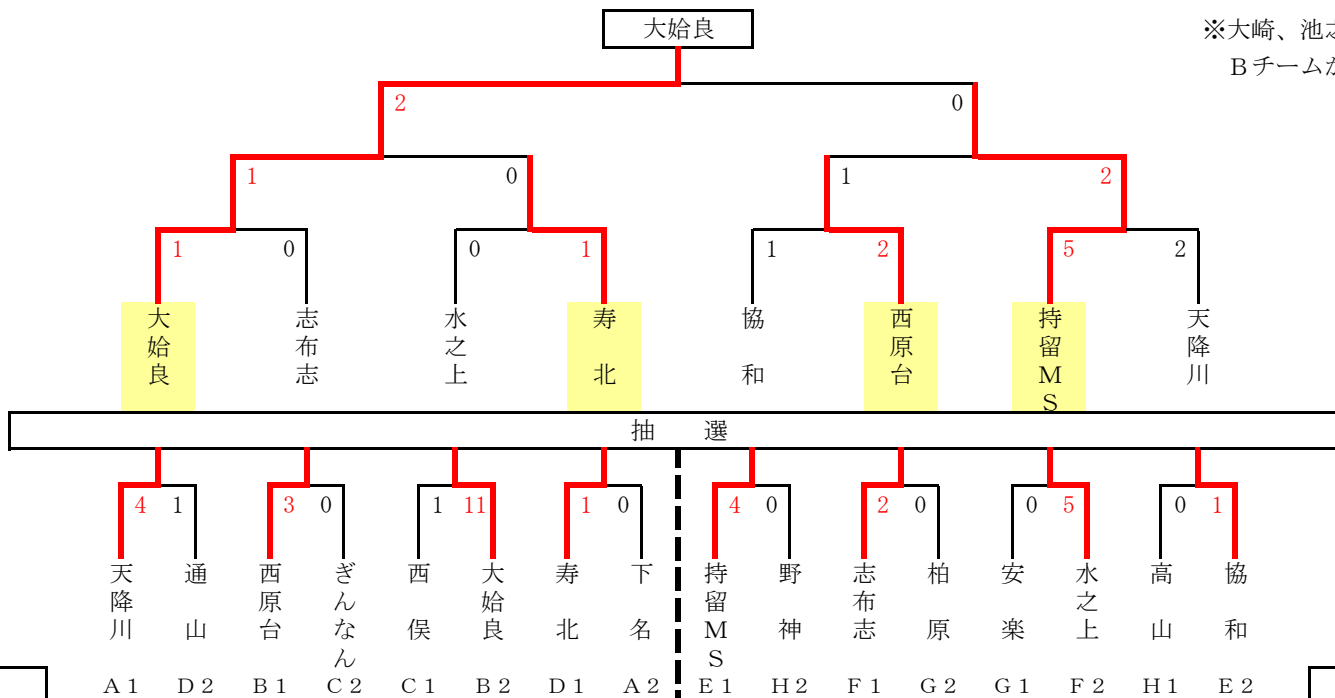 大姶良
※大崎、池之
Bチームが
2 0
1 0 1 2
1 0 0 1 1 2 5 2
大姶良 志布志 水之上 寿北 協和 西原台 持留MS 天降川
抽 選
4 1 3 0 1 11 1 0 4 0 2 0 0 5 0 1
天降川 通山 西原台 ぎんなん 西俣 大姶良 寿北 下名 持留MS 野神 志布志 柏原 安楽 水之上 高山 協和
A1 D2 B1 C2 C1 B2 D1 A2 E1 H2 F1 G2 G1 F2 H1 E2